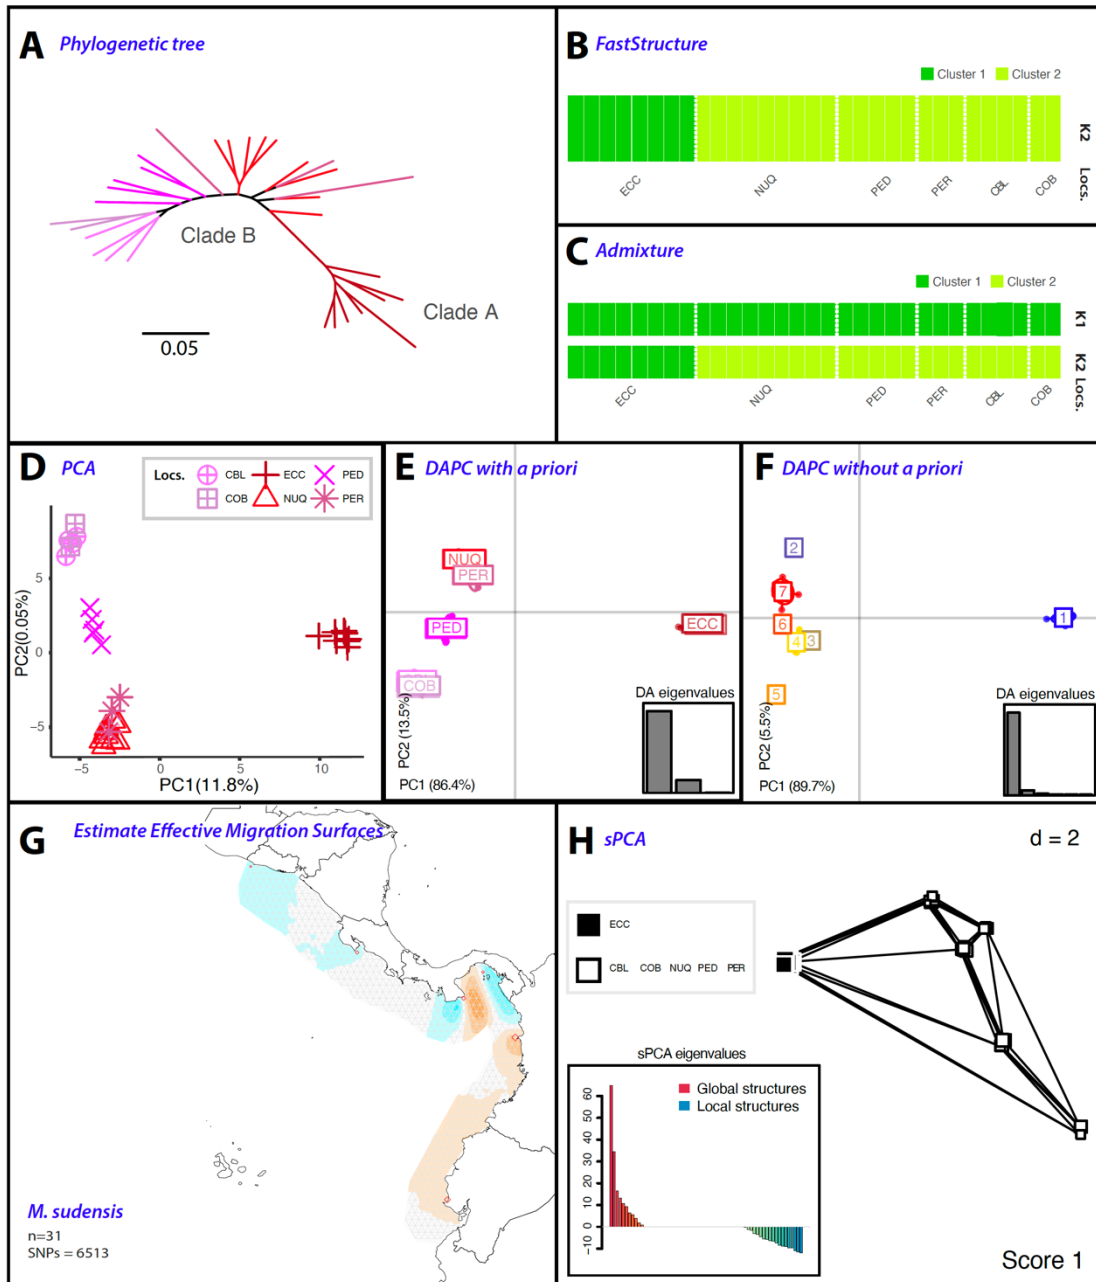 A Phylogenetic tree
Clade B
Clade A
0.05
B FastStructure
Cluster 1 Cluster 2
K2
ECC NUQ PED PER CBL COB Locs.
C Admixture
Cluster 1 Cluster 2
K1
K2
ECC NUQ PED PER CBL COB Locs.
D PCA
Locs. CBL ECC PED
COB NUQ PER
5
0
−5
PC2(0.05%)
−5 0 5 10
PC1(11.8%)
E DAPC with a priori
NUQ
PER
PED
ECC
COB
PC2 (13.5%)
PC1 (86.4%)
DA eigenvalues
F DAPC without a priori
2
7
1
6
4 3
5
PC2 (5.5%)
PC1 (89.7%)
DA eigenvalues
G Estimate Effective Migration Surfaces
M. sudensis
n=31
SNPs = 6513
H sPCA
d = 2
ECC
CBL COB NUQ PED PER
sPCA eigenvalues
Global structures
Local structures
60
50
40
30
20
10
0
−10
Score 1